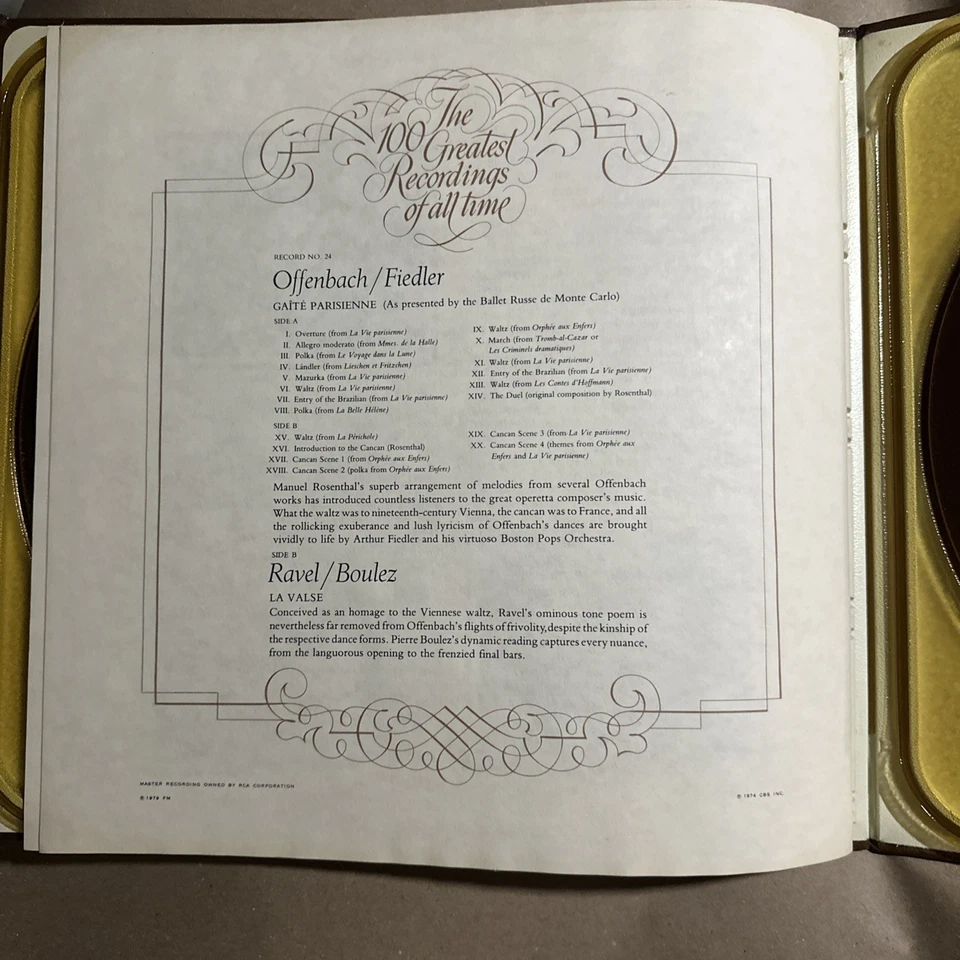 The
100 Greatest
Recordings
of all time
RECORD NO. 24
Offenbach / Fiedler
GAÎTÉ PARISIENNE (As presented by the Ballet Russe de Monte Carlo)
SIDE A
I. Overture (from La Vie parisienne)
II. Allegro moderato (from Mmes. de la Halle)
III. Polka (from Le Voyage dans la Lune)
IV. Ländler (from Lieschen et Fritzchen)
V. Mazurka (from La Vie parisienne)
VI. Waltz (from La Vie parisienne)
VII. Entry of the Brazilian (from La Vie parisienne)
VIII. Polka (from La Belle Hélène)
IX. Waltz (from Orphée aux Enfers)
X. March (from Tromb-al-Cazar or
Les Criminels dramatiques)
XI. Waltz (from La Vie parisienne)
XII. Entry of the Brazilian (from La Vie parisienne)
XIII. Waltz (from Les Contes d'Hoffmann)
XIV. The Duel (original composition by Rosenthal)
SIDE B
XV. Waltz (from La Périchole)
XVI. Introduction to the Cancan (Rosenthal)
XVII. Cancan Scene 1 (from Orphée aux Enfers)
XVIII. Cancan Scene 2 (polka from Orphée aux Enfers)
XIX. Cancan Scene 3 (from La Vie parisienne)
XX. Cancan Scene 4 (themes from Orphée aux
Enfers and La Vie parisienne)
Manuel Rosenthal's superb arrangement of melodies from several Offenbach
works has introduced countless listeners to the great operetta composer's music.
What the waltz was to nineteenth-century Vienna, the cancan was to France, and all
the rollicking exuberance and lush lyricism of Offenbach's dances are brought
vividly to life by Arthur Fiedler and his virtuoso Boston Pops Orchestra.
SIDE B
Ravel / Boulez
LA VALSE
Conceived as an homage to the Viennese waltz, Ravel's ominous tone poem is
nevertheless far removed from Offenbach's flights of frivolity, despite the kinship of
the respective dance forms. Pierre Boulez's dynamic reading captures every nuance,
from the languorous opening to the frenzied final bars.
MASTER RECORDING OWNED BY RCA CORPORATION
© 1979 FM
℗ 1974 CBS, INC.